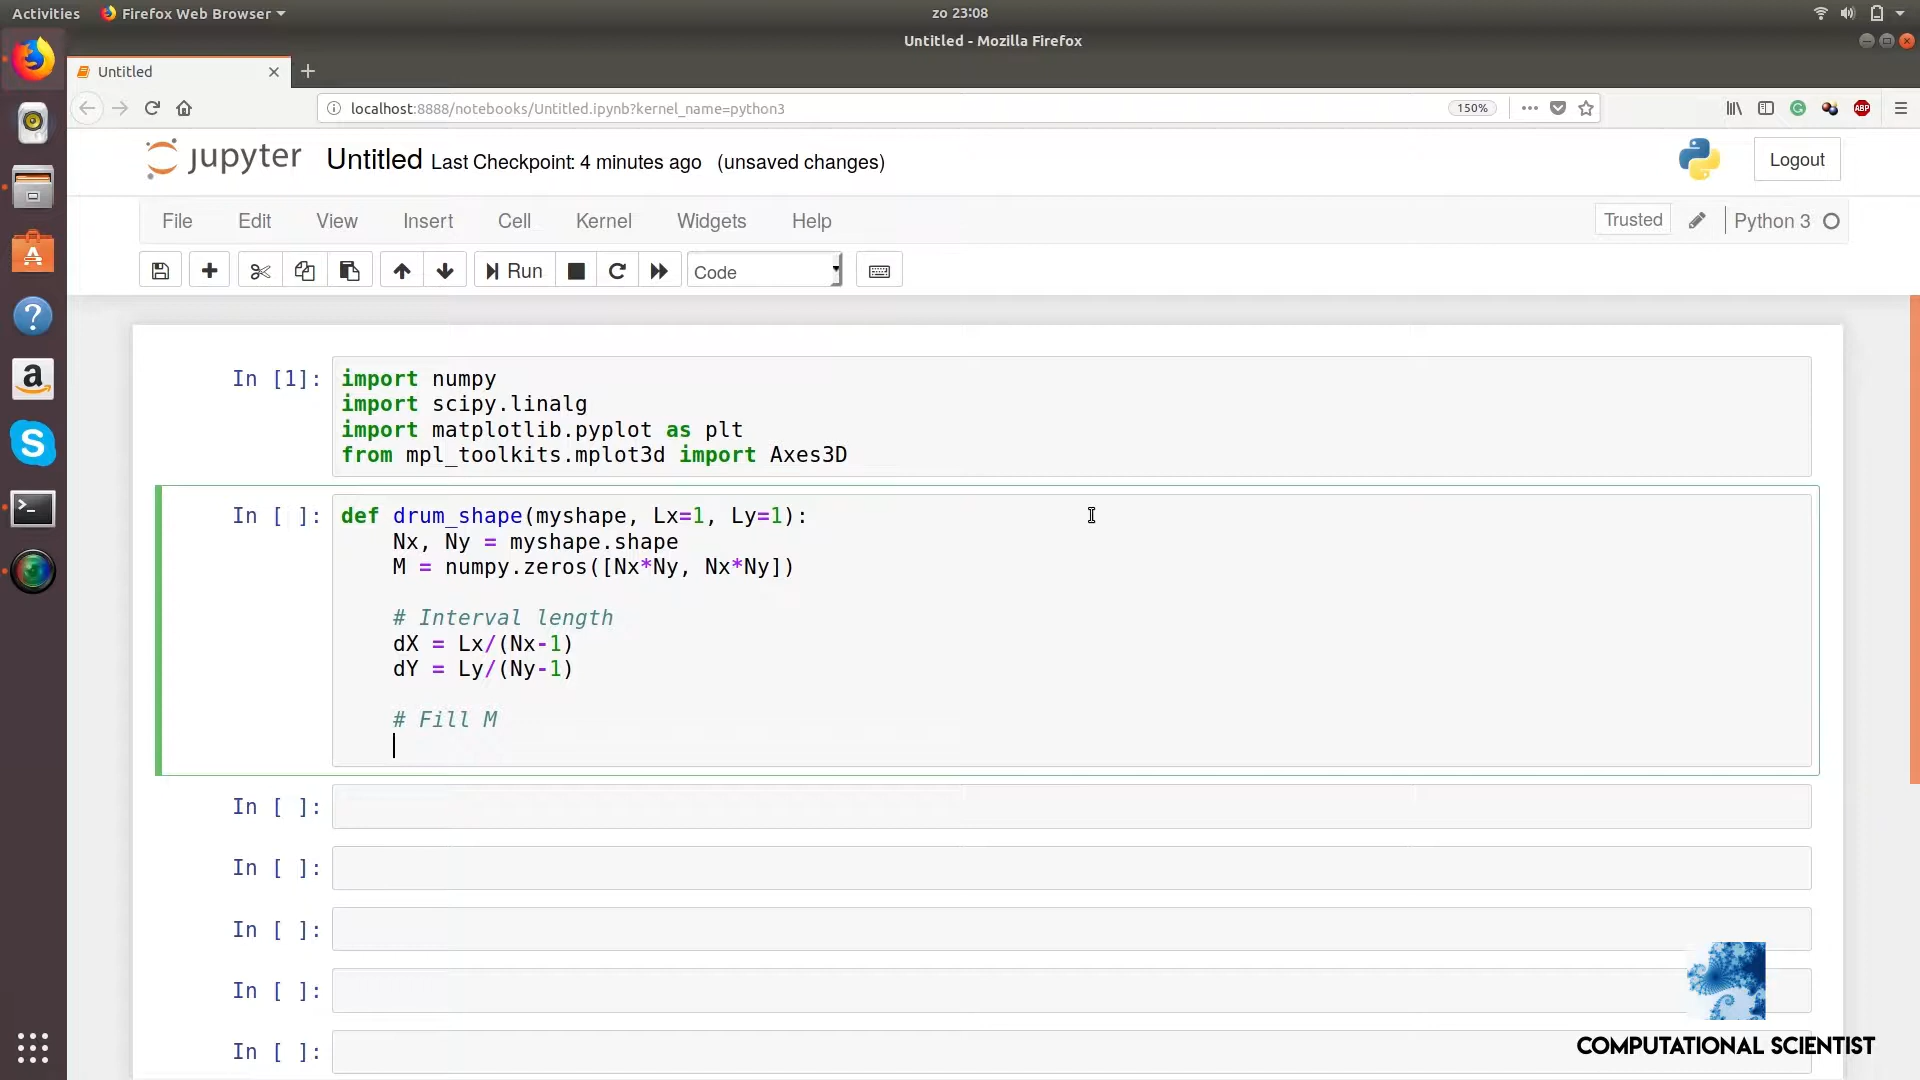 Activities Firefox Web Browser zo 23:08
Untitled - Mozilla Firefox
Untitled
localhost:8888/notebooks/Untitled.ipynb?kernel_name=python3 150% ABP
jupyter Untitled Last Checkpoint: 4 minutes ago (unsaved changes) Logout
File Edit View Insert Cell Kernel Widgets Help Trusted Python 3
Run Code
In [1]: import numpy
import scipy.linalg
import matplotlib.pyplot as plt
from mpl_toolkits.mplot3d import Axes3D
In [ ]: def drum_shape(myshape, Lx=1, Ly=1):
Nx, Ny = myshape.shape
M = numpy.zeros([Nx*Ny, Nx*Ny])
# Interval length
dX = Lx/(Nx-1)
dY = Ly/(Ny-1)
# Fill M
In [ ]:
In [ ]:
In [ ]:
In [ ]:
In [ ]:
COMPUTATIONAL SCIENTIST